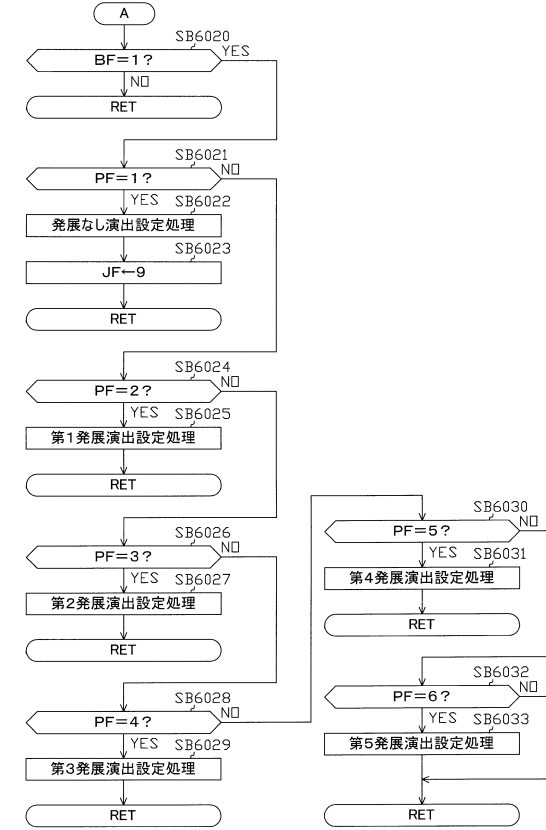 A
SB6020
BF=1?
YES
NO
RET
SB6021
PF=1?
NO
YES
SB6022
発展なし演出設定処理
SB6023
JF←9
RET
SB6024
PF=2?
NO
YES
SB6025
第1発展演出設定処理
RET
SB6026
PF=3?
NO
YES
SB6027
第2発展演出設定処理
RET
SB6028
PF=4?
NO
YES
SB6029
第3発展演出設定処理
RET
SB6030
PF=5?
NO
YES
SB6031
第4発展演出設定処理
RET
SB6032
PF=6?
NO
YES
SB6033
第5発展演出設定処理
RET